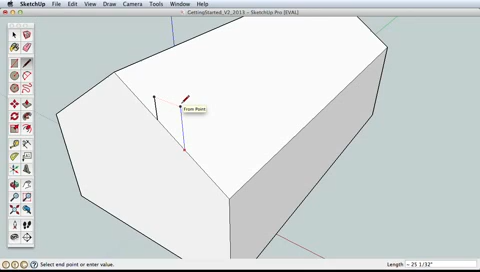 SketchUp File Edit View Draw Camera Tools Window Help
GettingStarted_V2_2013 - SketchUp Pro [EVAL]
From Point
Select end point or enter value.
Length ~ 25 1/32"